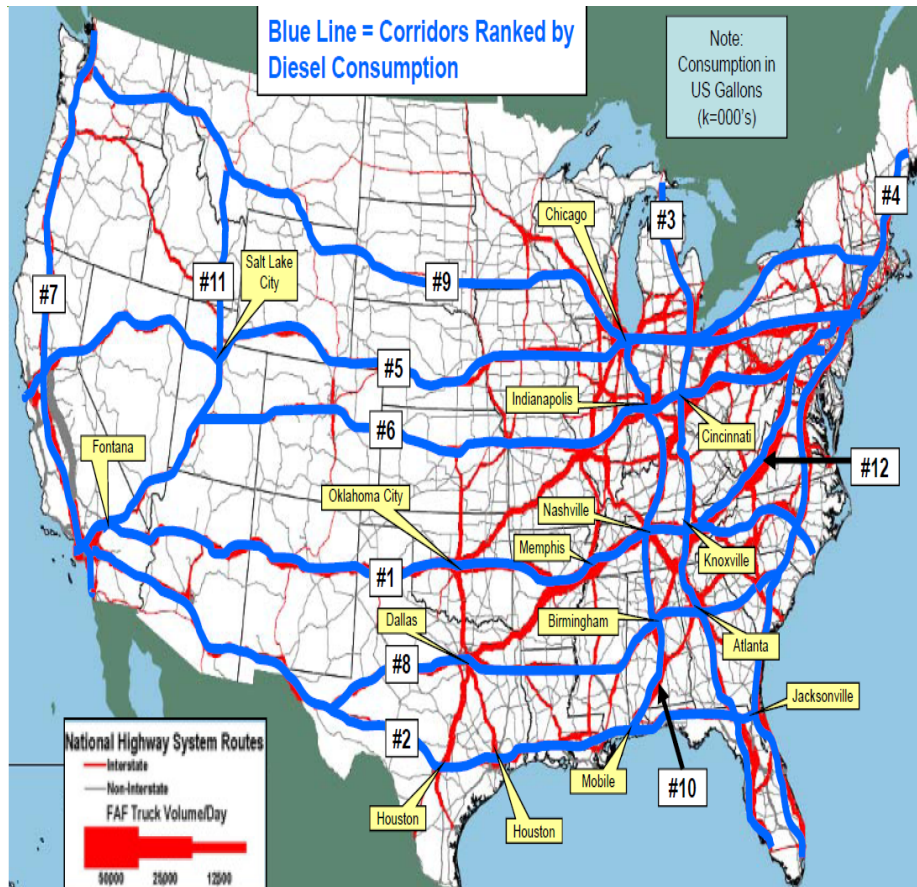 Blue Line = Corridors Ranked by
Diesel Consumption
Note:
Consumption in
US Gallons
(k=000's)
#4
#3
Chicago
Salt Lake
City
#11
#9
#7
#5
Indianapolis
#6
Cincinnati
Fontana
#12
Oklahoma City
Nashville
Memphis
Knoxville
#1
Dallas
Birmingham
Atlanta
#8
Jacksonville
#2
National Highway System Routes
Interstate
Non-Interstate
FAF Truck Volume/Day
50000
25000
12500
Mobile
#10
Houston
Houston